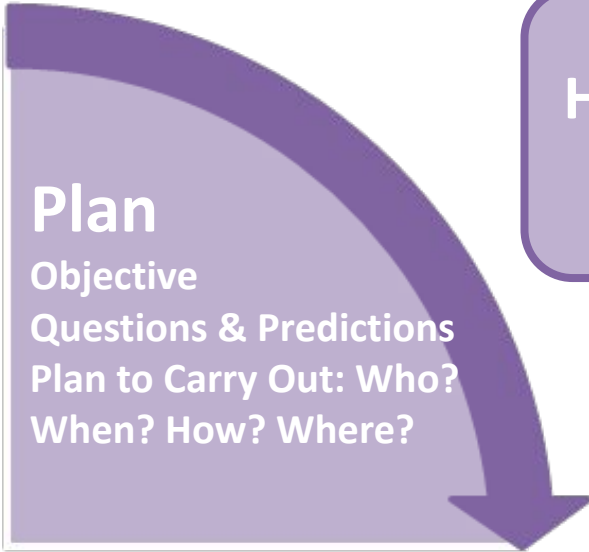 Plan
Objective
Questions & Predictions
Plan to Carry Out: Who?
When? How? Where?